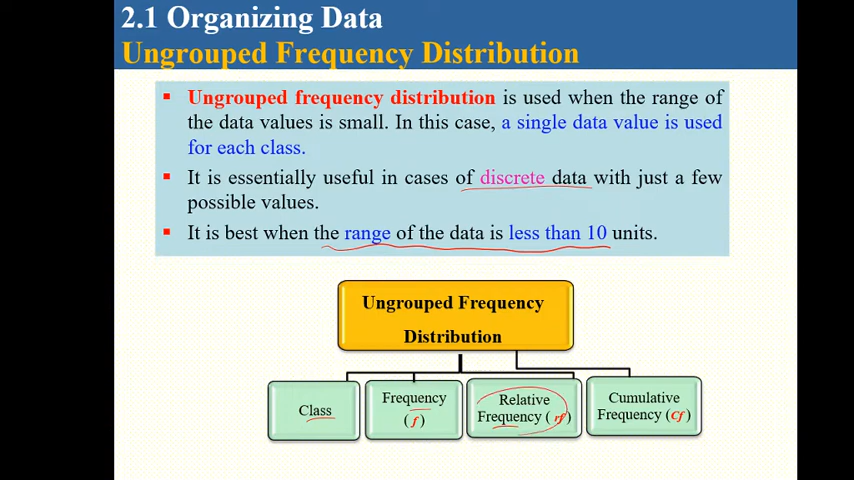 2.1 Organizing Data
Ungrouped Frequency Distribution
▪ Ungrouped frequency distribution is used when the range of
the data values is small. In this case, a single data value is used
for each class.
▪ It is essentially useful in cases of discrete data with just a few
possible values.
▪ It is best when the range of the data is less than 10 units.
Ungrouped Frequency
Distribution
Class
Frequency
(f)
Relative
Frequency (rf)
Cumulative
Frequency (Cf)